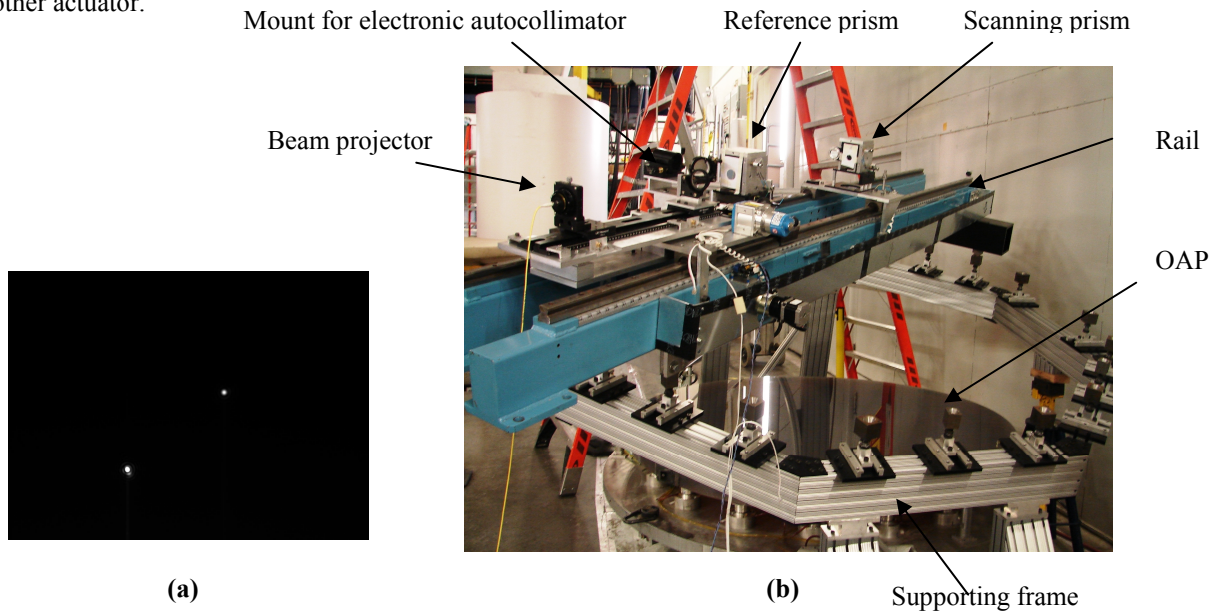 other actuator.
Mount for electronic autocollimator
Reference prism
Scanning prism
Beam projector
Rail
OAP
(a)
(b)
Supporting frame